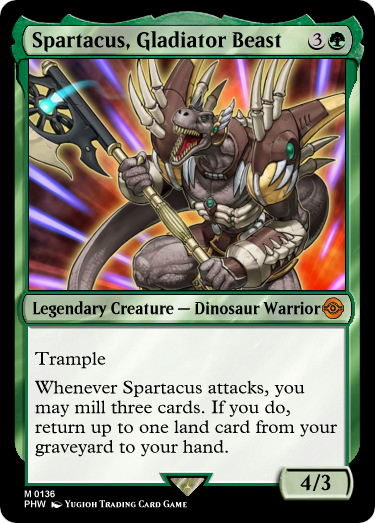 Spartacus, Gladiator Beast 3
Legendary Creature — Dinosaur Warrior
Trample
Whenever Spartacus attacks, you
may mill three cards. If you do,
return up to one land card from your
graveyard to your hand.
4/3
M 0136
PHW Yugioh Trading Card Game